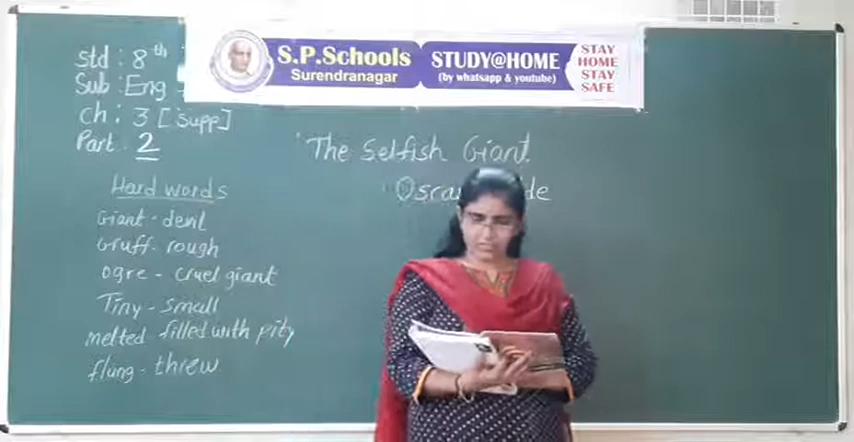 std : 8th
Sub : Eng
Ch : 3 [Supp]
Part : 2
S.P.Schools
Surendranagar
STUDY@HOME
(by whatsapp & youtube)
STAY
HOME
STAY
SAFE
The Selfish Giant
Hard words
Giant - dent
Gruff - rough
Ogre - cruel giant
Tiny - small
melted - filled with pity
flung - threw